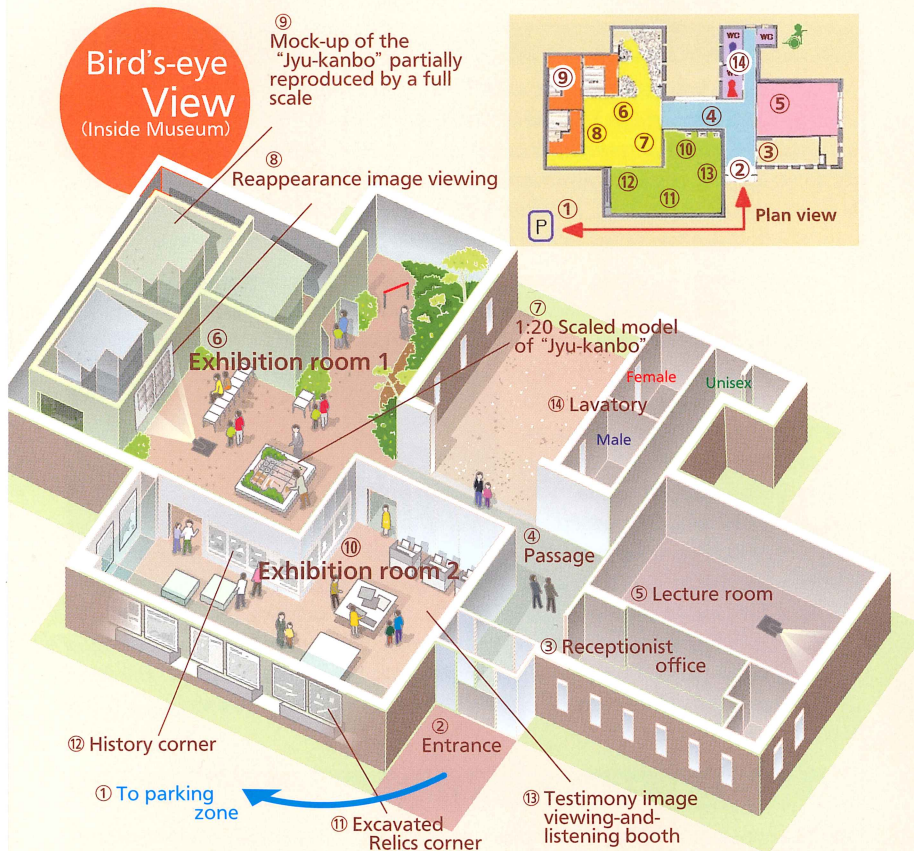 Bird's-eye
View
(Inside Museum)
⑨
Mock-up of the
"Jyu-kanbo" partially
reproduced by a full
scale
⑧
Reappearance image viewing
⑥
Exhibition room 1
⑦
1:20 Scaled model
of "Jyu-kanbo"
Female
Unisex
⑭ Lavatory
Male
④
Passage
⑩
Exhibition room 2
⑤ Lecture room
③ Receptionist
office
②
Entrance
⑫ History corner
① To parking
zone
⑪ Excavated
Relics corner
⑬ Testimony image
viewing-and-
listening booth
WC
WC
⑭
⑨
⑥
④
⑤
⑧
⑦
⑩
③
⑫
⑬
②
⑪
①
P
Plan view